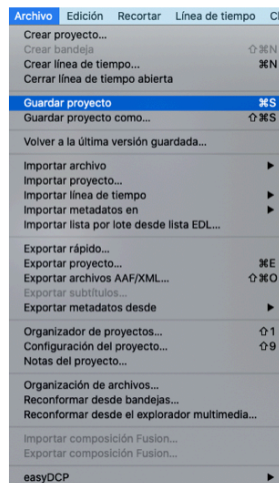 Archivo Edición Recortar Línea de tiempo
Crear proyecto...
Crear bandeja ⇧⌘N
Crear línea de tiempo... ⌘N
Cerrar línea de tiempo abierta
Guardar proyecto ⌘S
Guardar proyecto como... ⇧⌘S
Volver a la última versión guardada...
Importar archivo ▶
Importar proyecto...
Importar línea de tiempo ▶
Importar metadatos en ▶
Importar lista por lote desde lista EDL...
Exportar rápido...
Exportar proyecto... ⌘E
Exportar archivos AAF/XML... ⇧⌘O
Exportar subtítulos...
Exportar metadatos desde ▶
Organizador de proyectos... ⇧1
Configuración del proyecto... ⇧9
Notas del proyecto...
Organización de archivos...
Reconformar desde bandejas...
Reconformar desde el explorador multimedia...
Importar composición Fusion...
Exportar composición Fusion...
easyDCP ▶